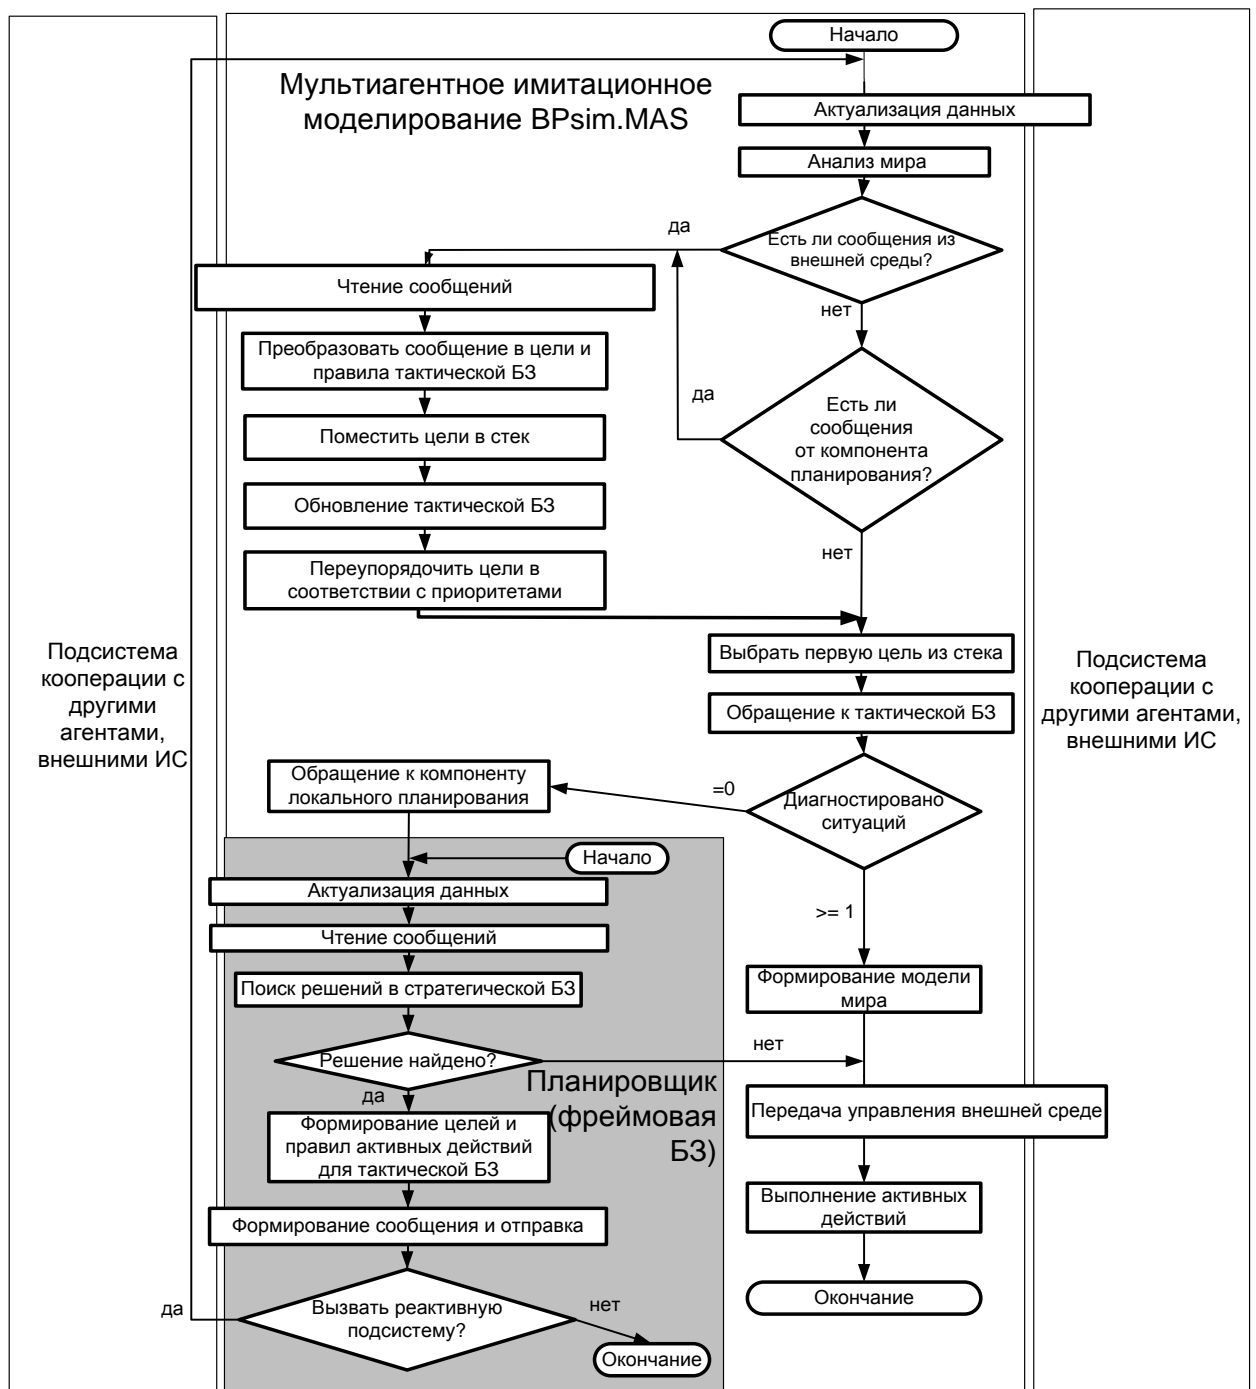 Начало
Мультиагентное имитационное
моделирование BPsim.MAS
Актуализация данных
Анализ мира
да
Есть ли сообщения из
внешней среды?
Чтение сообщений
нет
Преобразовать сообщение в цели и
правила тактической БЗ
да
Есть ли
сообщения
от компонента
планирования?
Поместить цели в стек
Обновление тактической БЗ
нет
Переупорядочить цели в
соответствии с приоритетами
Подсистема
кооперации с
другими
агентами,
внешними ИС
Выбрать первую цель из стека
Подсистема
кооперации с
другими агентами,
внешними ИС
Обращение к тактической БЗ
Обращение к компоненту
локального планирования
=0
Диагностировано
ситуаций
Начало
Актуализация данных
>= 1
Чтение сообщений
Поиск решений в стратегической БЗ
Формирование модели
мира
Решение найдено?
нет
да
Планировщик
(фреймовая
БЗ)
Формирование целей и
правил активных действий
для тактической БЗ
Передача управления внешней среде
Формирование сообщения и отправка
Выполнение активных
действий
Вызвать реактивную
подсистему?
да
нет
Окончание
Окончание